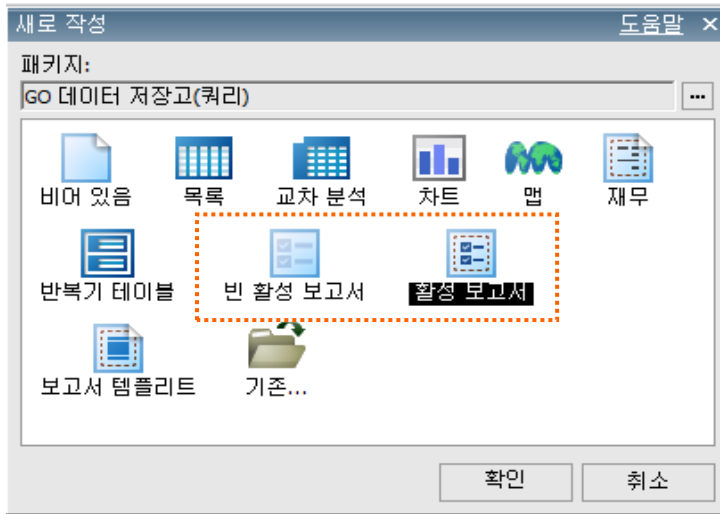 새로 작성 도움말 ×
패키지:
GO 데이터 저장고(쿼리) ...
비어 있음 목록 교차 분석 차트 맵 재무
반복기 테이블 빈 활성 보고서 활성 보고서
보고서 템플리트 기존...
확인 취소